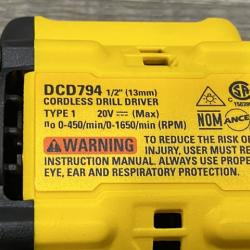 DCD794 1/2" (13mm)
CORDLESS DRILL DRIVER
TYPE 1 20V ⎓ (Max)
no 0-450/min/0-1650/min (RPM)
NOM
ANCE
WARNING TO REDUCE THE RISK OF
INJURY, USER MUST READ
INSTRUCTION MANUAL. ALWAYS USE PROPER
EYE, EAR AND RESPIRATORY PROTECTION.